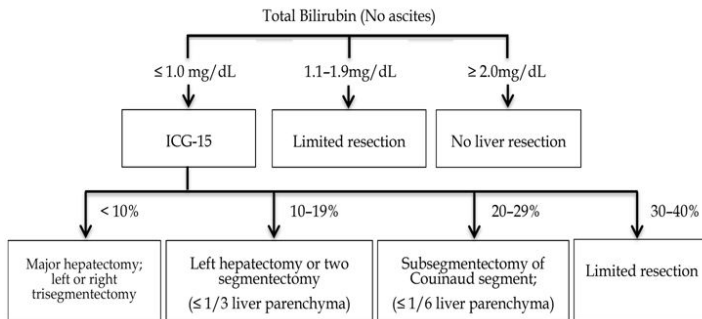 Total Bilirubin (No ascites)
≤ 1.0 mg/dL
1.1–1.9mg/dL
≥ 2.0mg/dL
ICG-15
Limited resection
No liver resection
< 10%
10–19%
20–29%
30–40%
Major hepatectomy;
left or right
trisegmentectomy
Left hepatectomy or two
segmentectomy
(≤ 1/3 liver parenchyma)
Subsegmentectomy of
Couinaud segment;
(≤ 1/6 liver parenchyma)
Limited resection